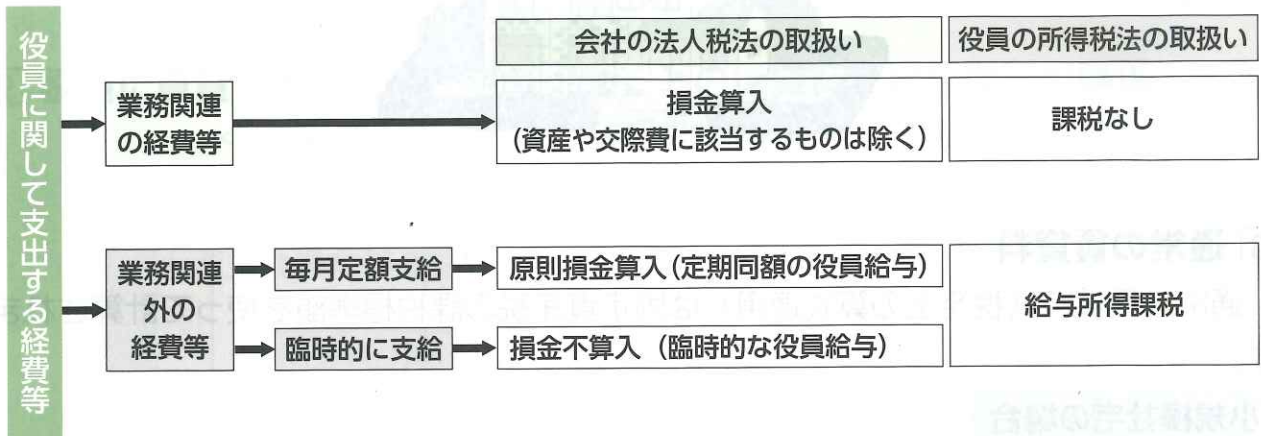 役員に関して支出する経費等
会社の法人税法の取扱い
役員の所得税法の取扱い
業務関連
の経費等
損金算入
(資産や交際費に該当するものは除く)
課税なし
業務関連
外の
経費等
毎月定額支給
原則損金算入(定期同額の役員給与)
臨時的に支給
損金不算入(臨時的な役員給与)
給与所得課税